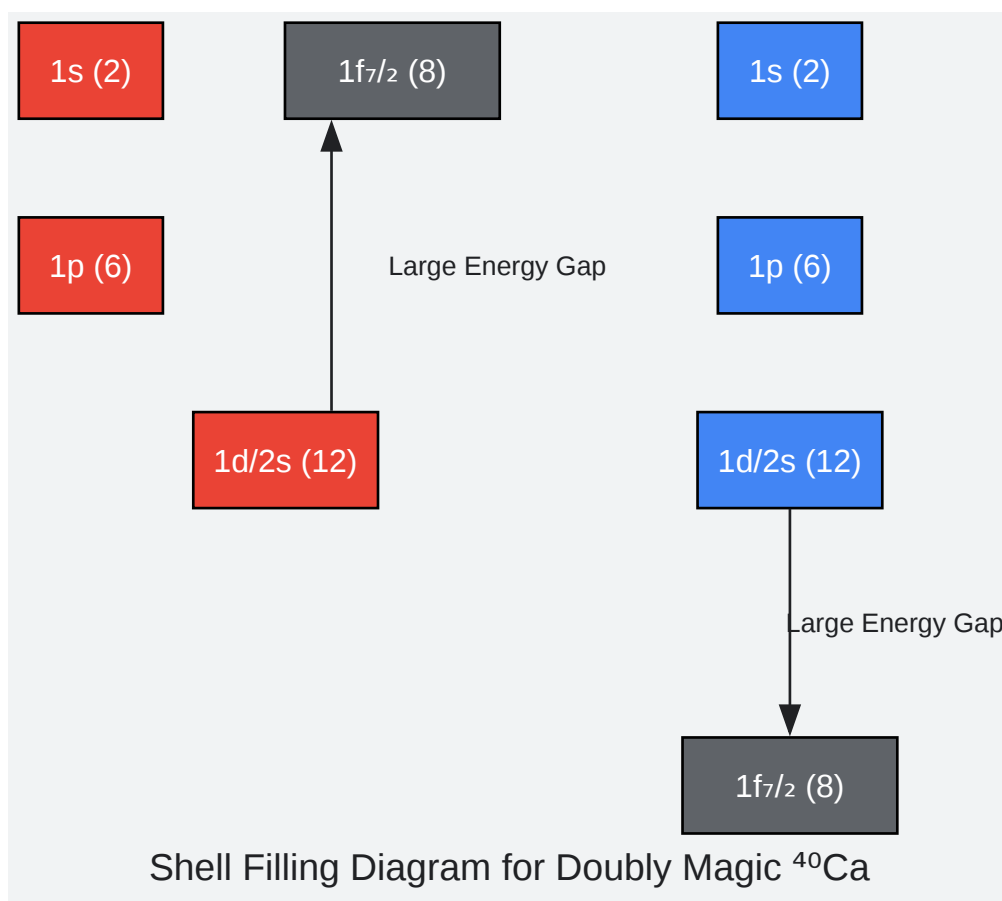 1s (2)
1f₇/₂ (8)
1s (2)
1p (6)
Large Energy Gap
1p (6)
1d/2s (12)
1d/2s (12)
Large Energy Gap
1f₇/₂ (8)
Shell Filling Diagram for Doubly Magic ⁴⁰Ca